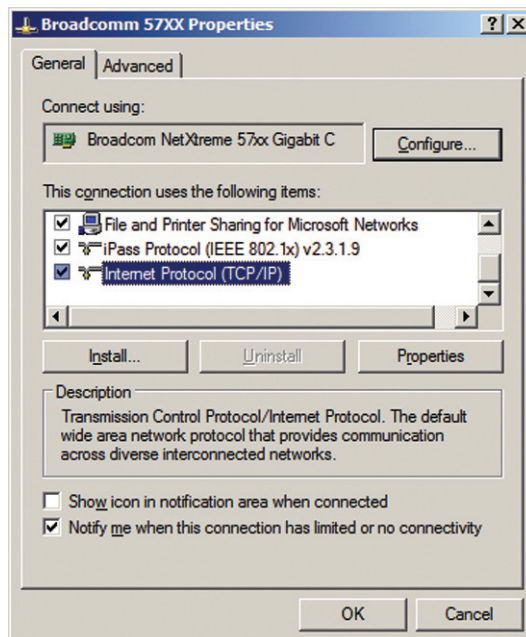 Broadcomm 57XX Properties
General
Advanced
Connect using:
Broadcom NetXtreme 57xx Gigabit C
Configure...
This connection uses the following items:
File and Printer Sharing for Microsoft Networks
iPass Protocol (IEEE 802.1x) v2.3.1.9
Internet Protocol (TCP/IP)
Install...
Uninstall
Properties
Description
Transmission Control Protocol/Internet Protocol. The default
wide area network protocol that provides communication
across diverse interconnected networks.
Show icon in notification area when connected
Notify me when this connection has limited or no connectivity
OK
Cancel